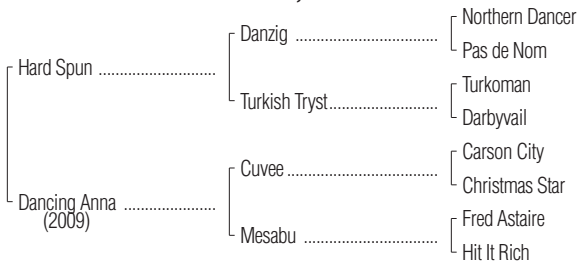 Northern Dancer
Danzig ..................................
Pas de Nom
Hard Spun ............................
Turkoman
Turkish Tryst..........................
Darbyvail
Carson City
Cuvee .....................................
Christmas Star
Dancing Anna ......................
(2009)
Fred Astaire
Mesabu ................................
Hit It Rich